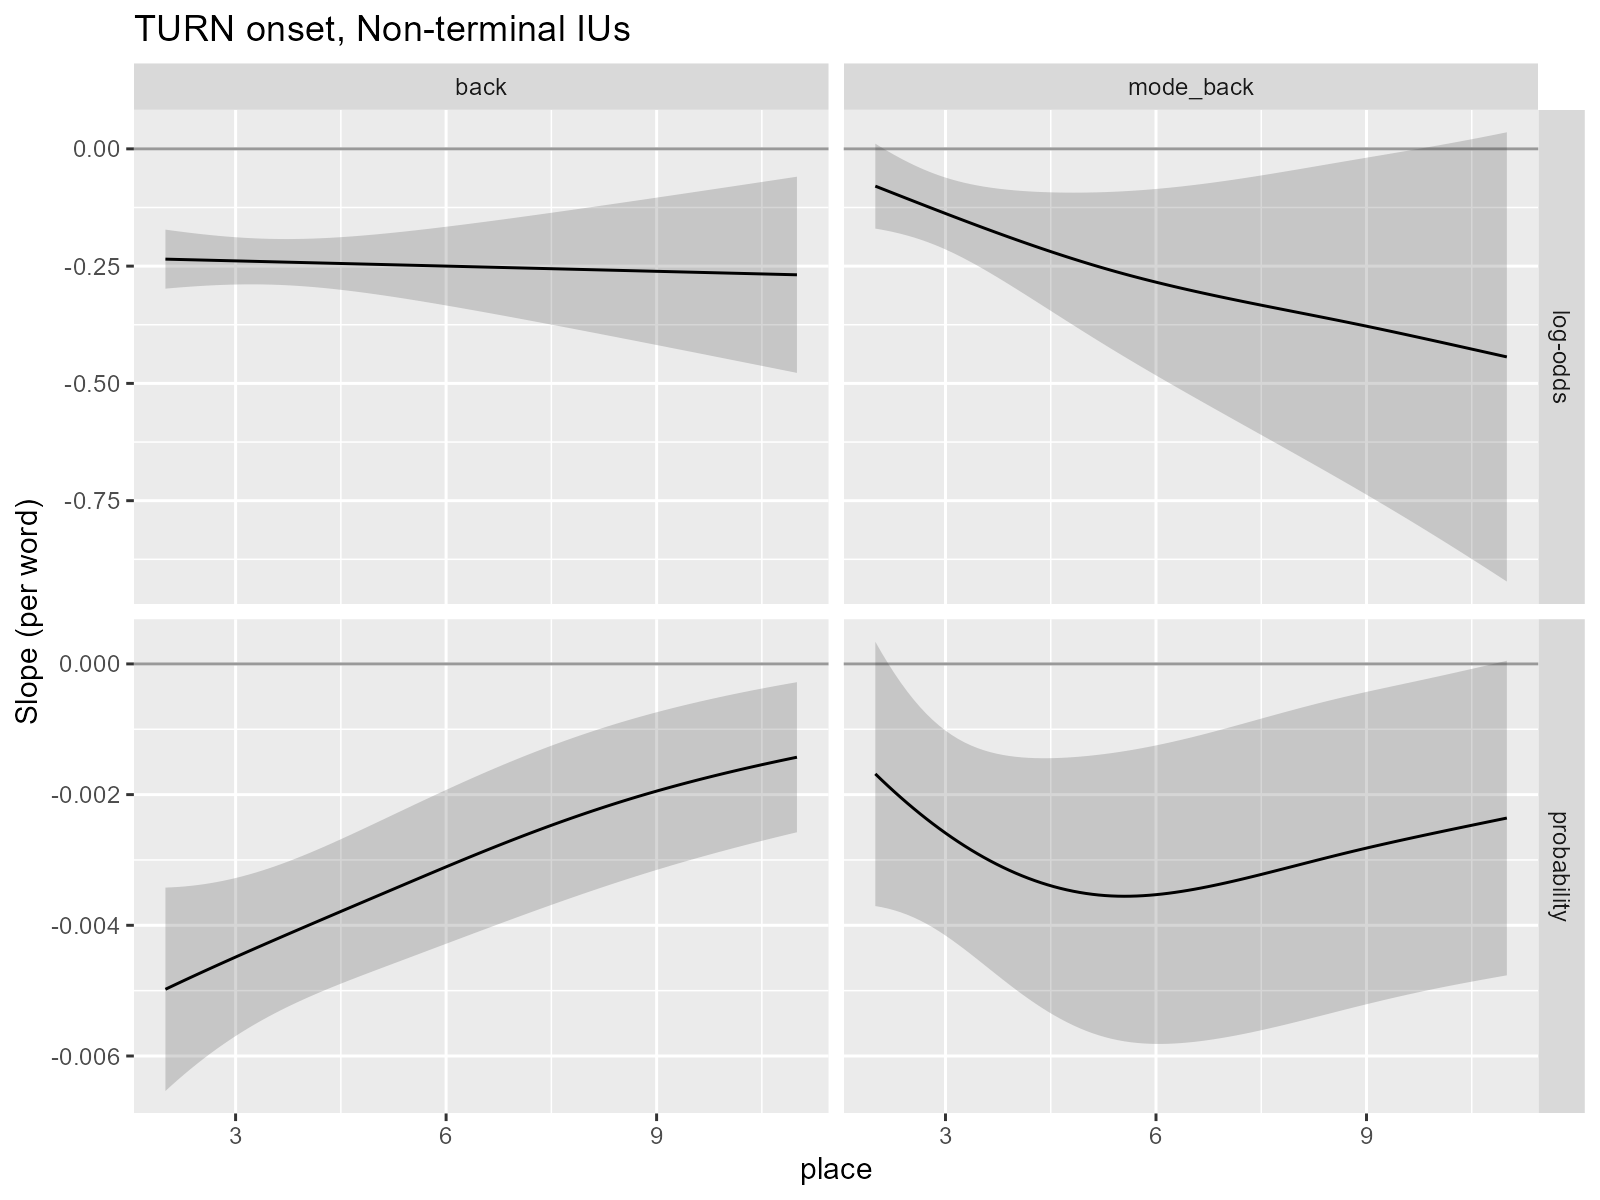 TURN onset, Non-terminal IUs
back
mode_back
0.00
-0.25
-0.50
-0.75
log-odds
Slope (per word)
0.000
-0.002
-0.004
-0.006
probability
3
6
9
3
6
9
place